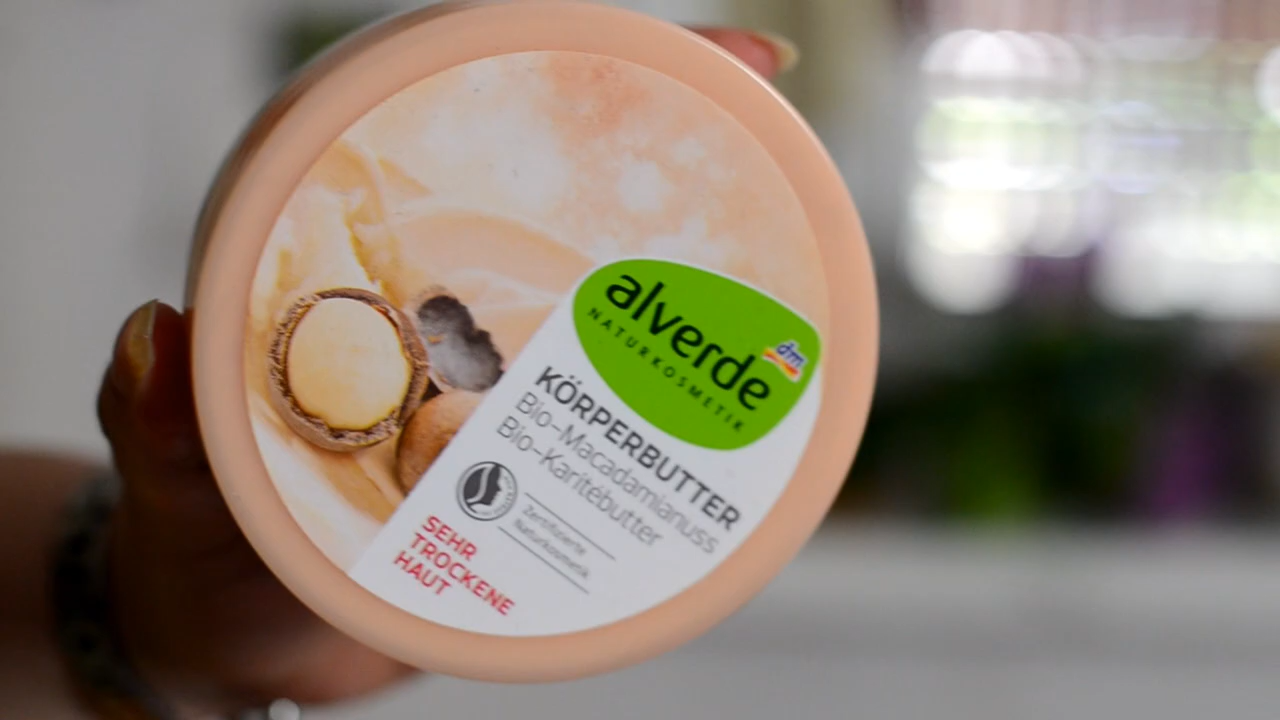 alverde
NATURKOSMETIK
dm
KÖRPERBUTTER
Bio-Macadamianuss
Bio-Karitébutter
Zertifizierte
Naturkosmetik
SEHR
TROCKENE
HAUT